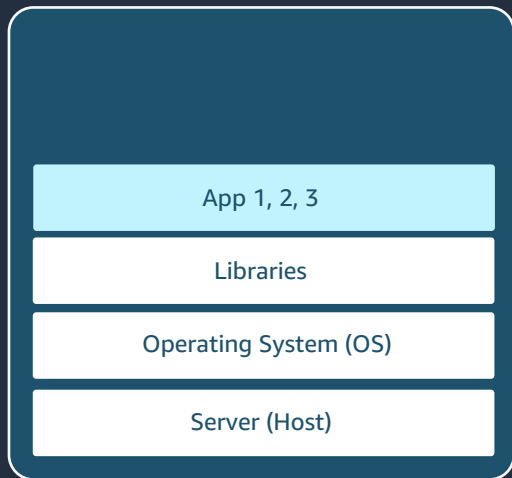 App 1, 2, 3
Libraries
Operating System (OS)
Server (Host)